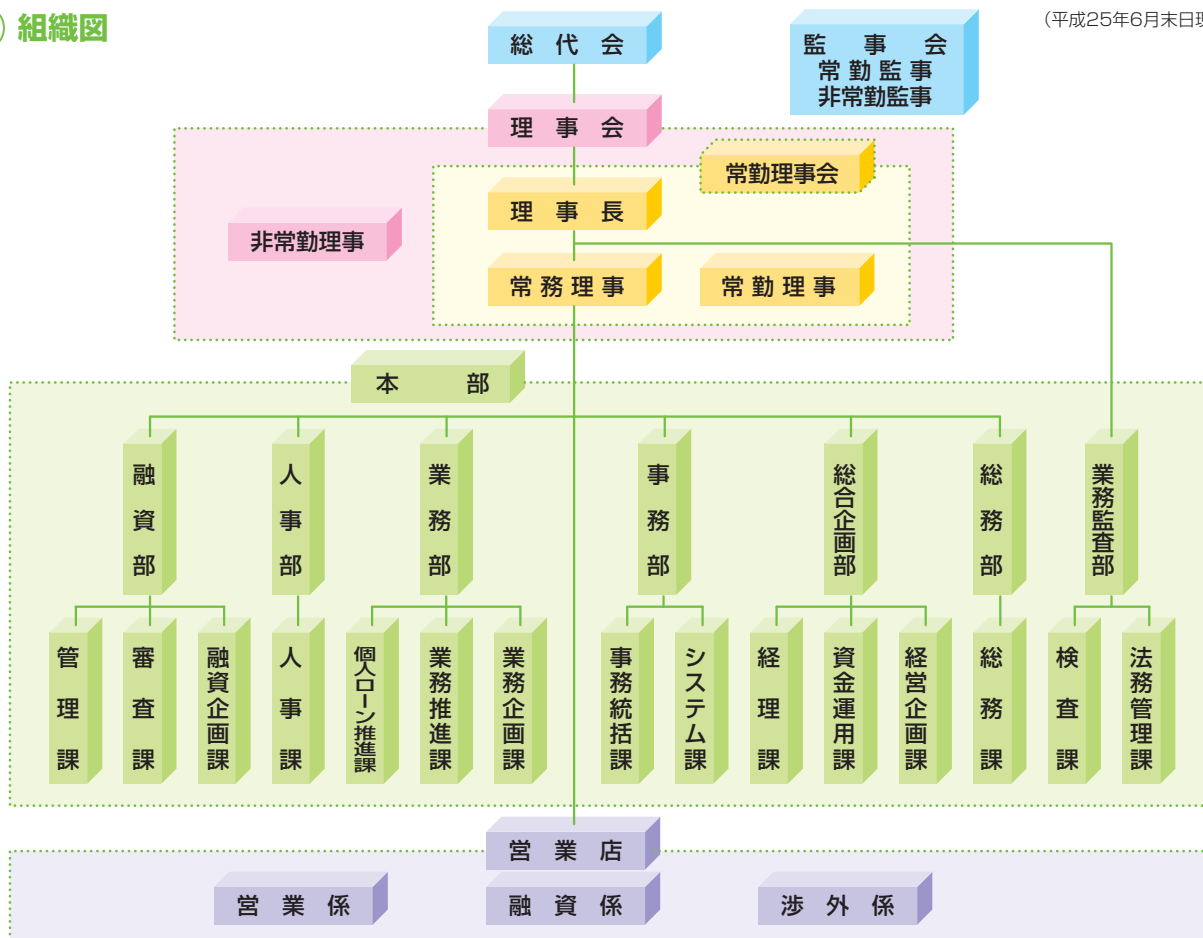 組織図
(平成25年6月末日現
総代会
監事会
常勤監事
非常勤監事
理事会
常勤理事会
理事長
非常勤理事
常務理事
常勤理事
本部
融資部
人事部
業務部
事務部
総合企画部
総務部
業務監査部
管理課
審査課
融資企画課
人事課
個人ローン推進課
業務推進課
業務企画課
事務統括課
システム課
経理課
資金運用課
経営企画課
総務課
検査課
法務管理課
営業店
営業係
融資係
渉外係